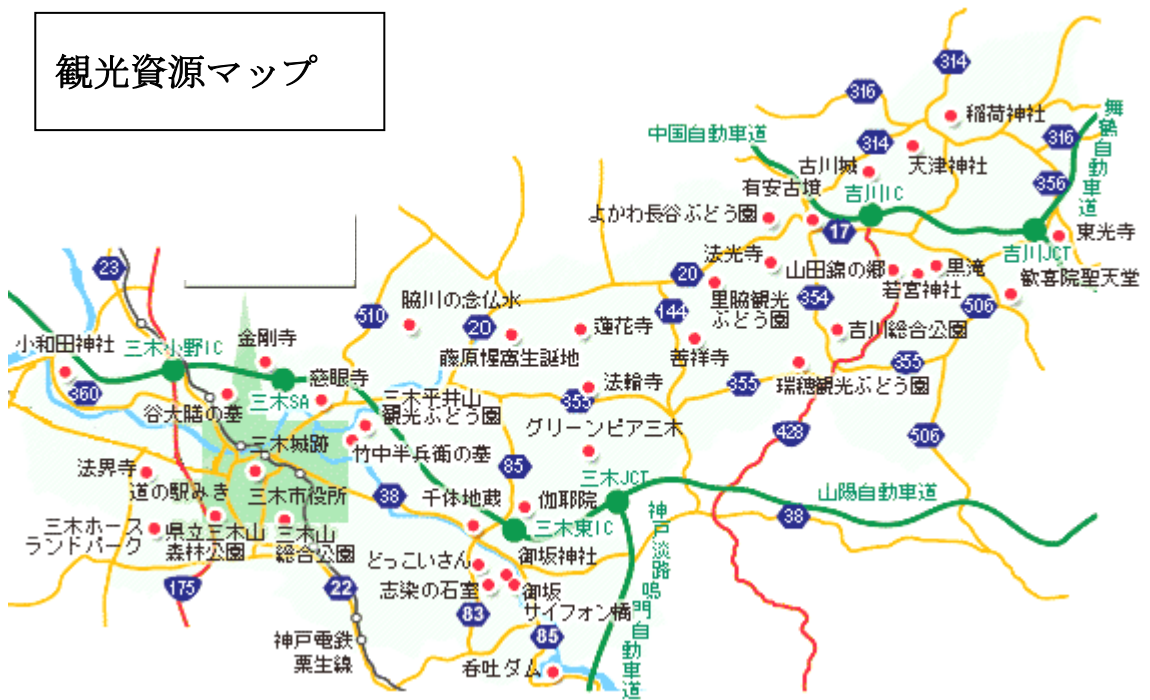 観光資源マップ
314
316
稲荷神社
舞鶴自動車道
中国自動車道
314
316
古川城
天津神社
有安古墳
吉川IC
356
よかわ長谷ぶどう園
17
東光寺
吉川JCT
法光寺
山田錦の郷
黒滝
若宮神社
歓喜院聖天堂
23
20
里脇観光
ぶどう園
354
506
脇川の念仏水
510
20
蓮花寺
144
吉川総合公園
小和田神社
三木小野IC
金剛寺
藤原惺窩生誕地
善祥寺
355
慈眼寺
法輪寺
355
瑞穂観光ぶどう園
360
三木SA
三木平井山
観光ぶどう園
355
谷大膳の墓
グリーンピア三木
428
506
三木城跡
竹中半兵衛の墓
法界寺
85
三木JCT
道の駅みき
三木市役所
38
千体地蔵
伽耶院
山陽自動車道
三木ホース
ランドパーク
県立三木山
森林公園
三木山
総合公園
三木東IC
38
神戸淡路鳴門自動車道
どっこいさん
御坂神社
175
22
志染の石室
御坂
サイフォン橋
83
神戸電鉄
粟生線
85
呑吐ダム